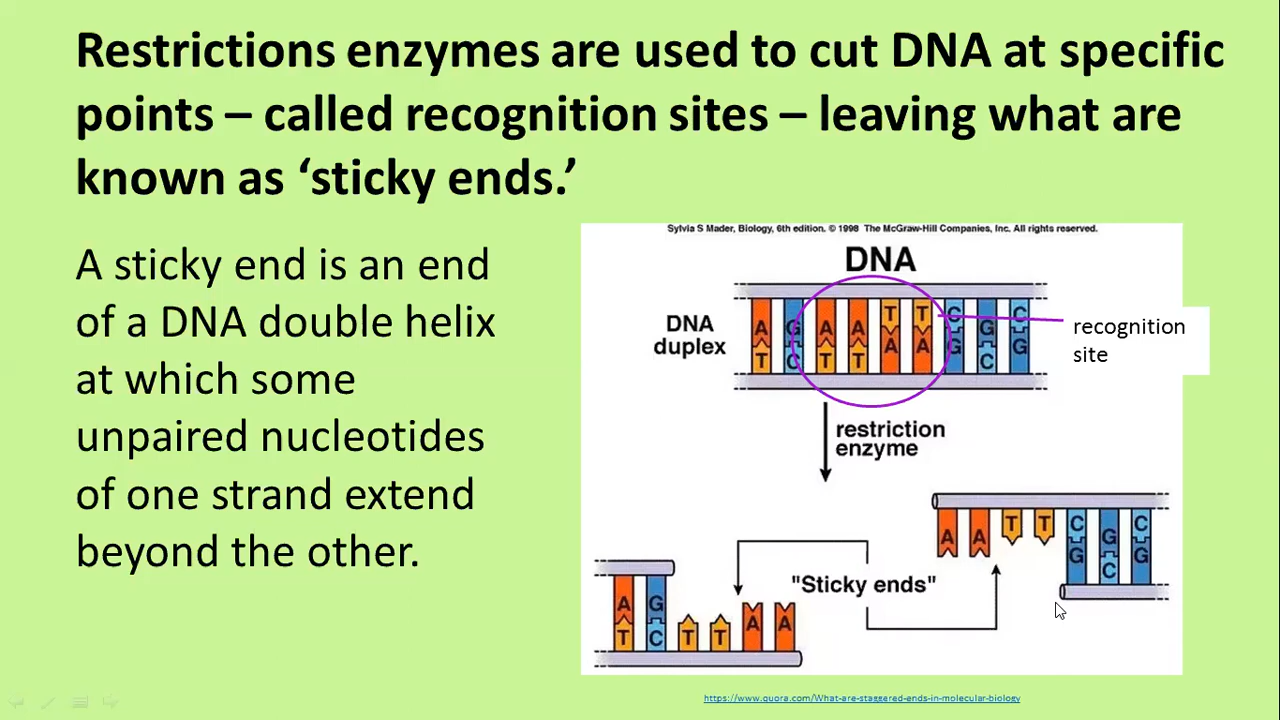 Restrictions enzymes are used to cut DNA at specific
points – called recognition sites – leaving what are
known as ‘sticky ends.’
A sticky end is an end
of a DNA double helix
at which some
unpaired nucleotides
of one strand extend
beyond the other.
Sylvia S Mader, Biology, 6th edition. © 1998 The McGraw-Hill Companies, Inc. All rights reserved.
DNA
DNA
duplex
A G A A T T C G C
T C T T A A G C G
recognition
site
restriction
enzyme
A A T T C G C
G C G
"Sticky ends"
A G
T C T T A A
https://www.quora.com/What-are-staggered-ends-in-molecular-biology